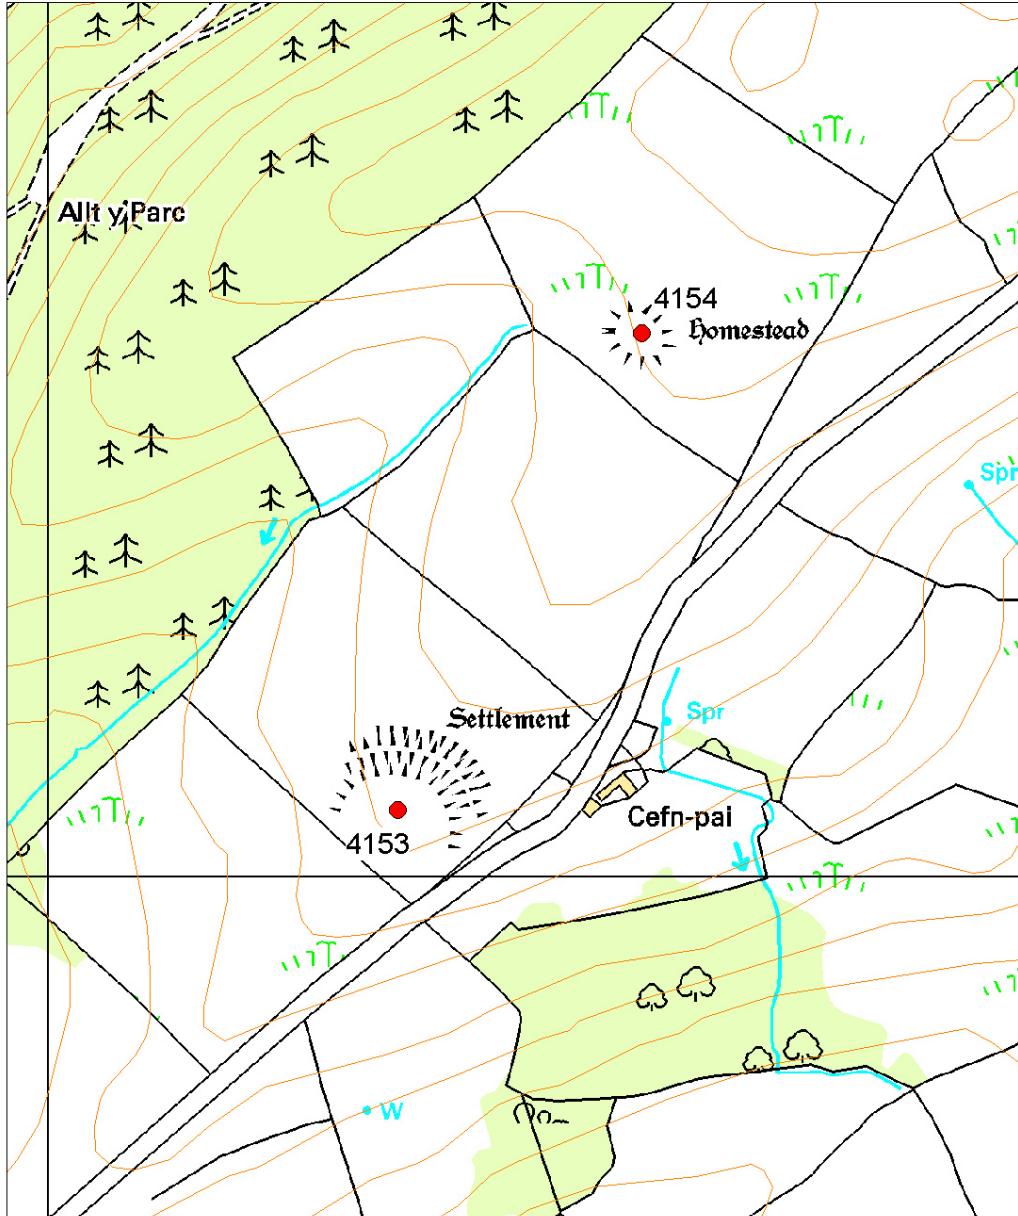 Allt y Parc
4154
Homestead
Spr
Settlement
Spr
4153
Cefn-pai
W